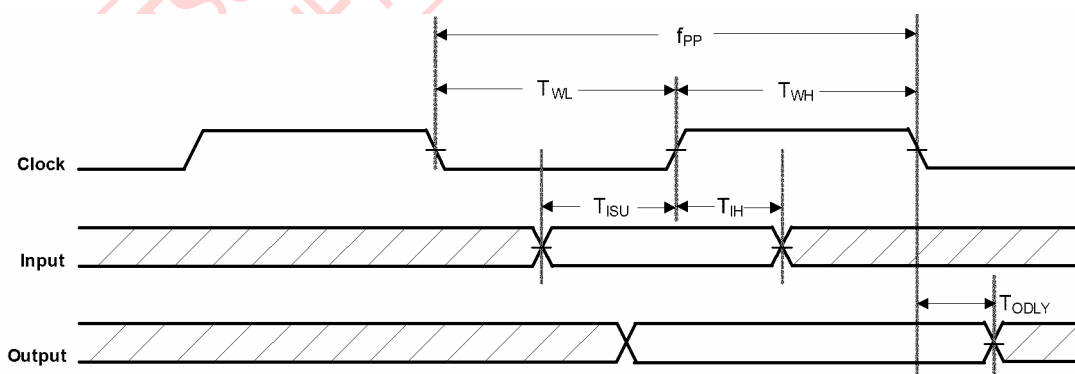 fPP
TWL
TWH
Clock
TISU
TIH
Input
TODLY
Output